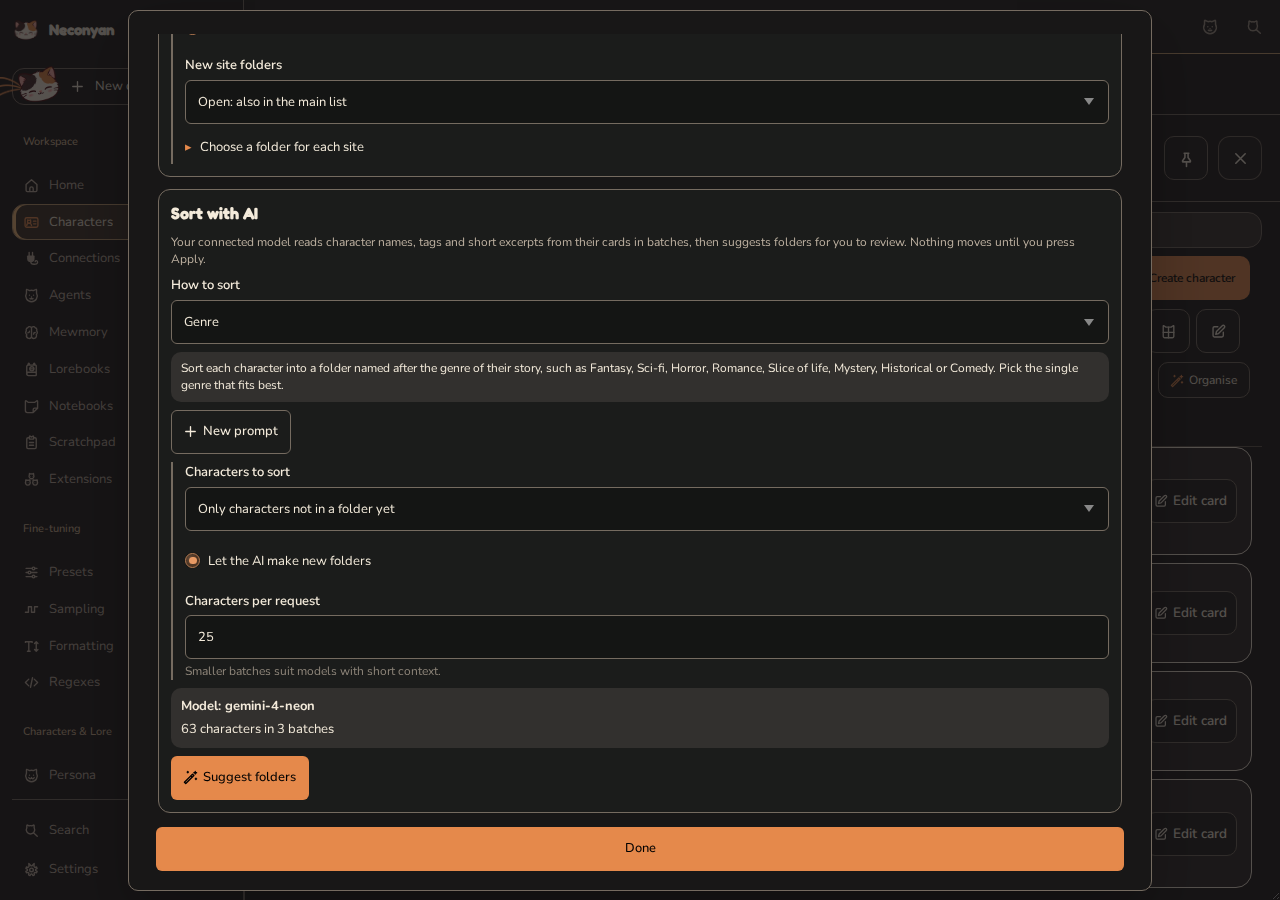 Neconyan
New
Workspace
Home
Characters
Connections
Agents
Mewmory
Lorebooks
Notebooks
Scratchpad
Extensions
Fine-tuning
Presets
Sampling
Formatting
Regexes
Characters & Lore
Persona
Search
Settings
New site folders
Open: also in the main list
Choose a folder for each site
Sort with AI
Your connected model reads character names, tags and short excerpts from their cards in batches, then suggests folders for you to review. Nothing moves until you press
Apply.
How to sort
Genre
Sort each character into a folder named after the genre of their story, such as Fantasy, Sci-fi, Horror, Romance, Slice of life, Mystery, Historical or Comedy. Pick the single
genre that fits best.
New prompt
Characters to sort
Only characters not in a folder yet
Let the AI make new folders
Characters per request
25
Smaller batches suit models with short context.
Model: gemini-4-neon
63 characters in 3 batches
Suggest folders
Done
Create character
Organise
Edit card
Edit card
Edit card
Edit card